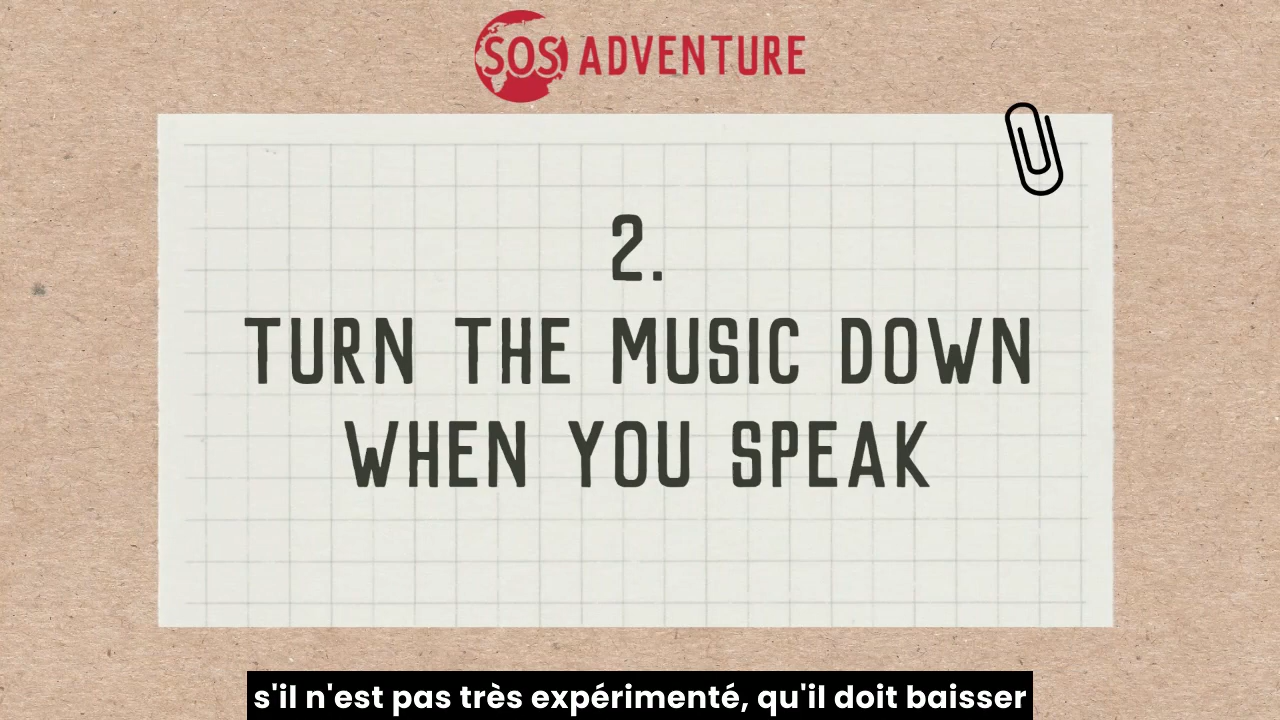 SOS ADVENTURE
2.
TURN THE MUSIC DOWN
WHEN YOU SPEAK
s'il n'est pas très expérimenté, qu'il doit baisser